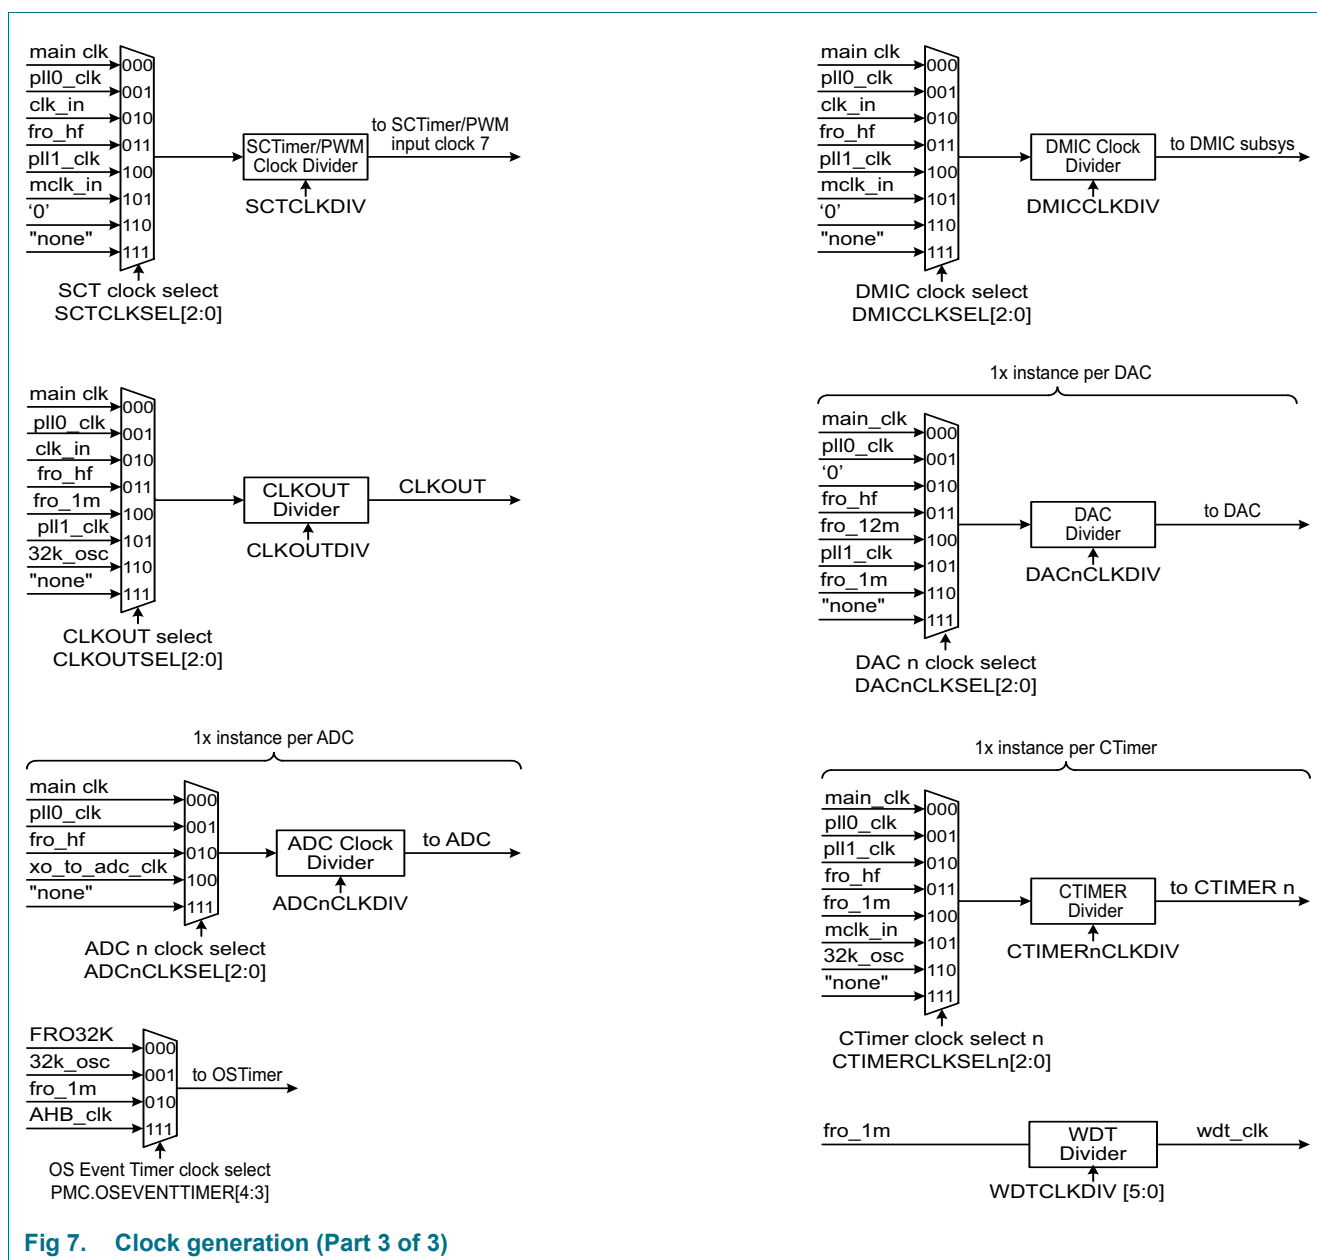 main clk
000
pll0_clk
001
clk_in
010
fro_hf
011
pll1_clk
100
mclk_in
101
‘0’
110
"none"
111
SCTimer/PWM
Clock Divider
SCTCLKDIV
to SCTimer/PWM
input clock 7
SCT clock select
SCTCLKSEL[2:0]
main clk
000
pll0_clk
001
clk_in
010
fro_hf
011
pll1_clk
100
mclk_in
101
‘0’
110
"none"
111
DMIC Clock
Divider
DMICCLKDIV
to DMIC subsys
DMIC clock select
DMICCLKSEL[2:0]
main clk
000
pll0_clk
001
clk_in
010
fro_hf
011
fro_1m
100
pll1_clk
101
32k_osc
110
"none"
111
CLKOUT
Divider
CLKOUTDIV
CLKOUT
CLKOUT select
CLKOUTSEL[2:0]
1x instance per DAC
main_clk
000
pll0_clk
001
‘0’
010
fro_hf
011
fro_12m
100
pll1_clk
101
fro_1m
110
"none"
111
DAC
Divider
DACnCLKDIV
to DAC
DAC n clock select
DACnCLKSEL[2:0]
1x instance per ADC
main clk
000
pll0_clk
001
fro_hf
010
xo_to_adc_clk
100
"none"
111
ADC Clock
Divider
ADCnCLKDIV
to ADC
ADC n clock select
ADCnCLKSEL[2:0]
1x instance per CTimer
main_clk
000
pll0_clk
001
pll1_clk
010
fro_hf
011
fro_1m
100
mclk_in
101
32k_osc
110
"none"
111
CTIMER
Divider
CTIMERnCLKDIV
to CTIMER n
CTimer clock select n
CTIMERCLKSELn[2:0]
FRO32K
000
32k_osc
001
fro_1m
010
AHB_clk
111
to OSTimer
OS Event Timer clock select
PMC.OSEVENTTIMER[4:3]
fro_1m
WDT
Divider
wdt_clk
WDTCLKDIV [5:0]
Fig 7. Clock generation (Part 3 of 3)